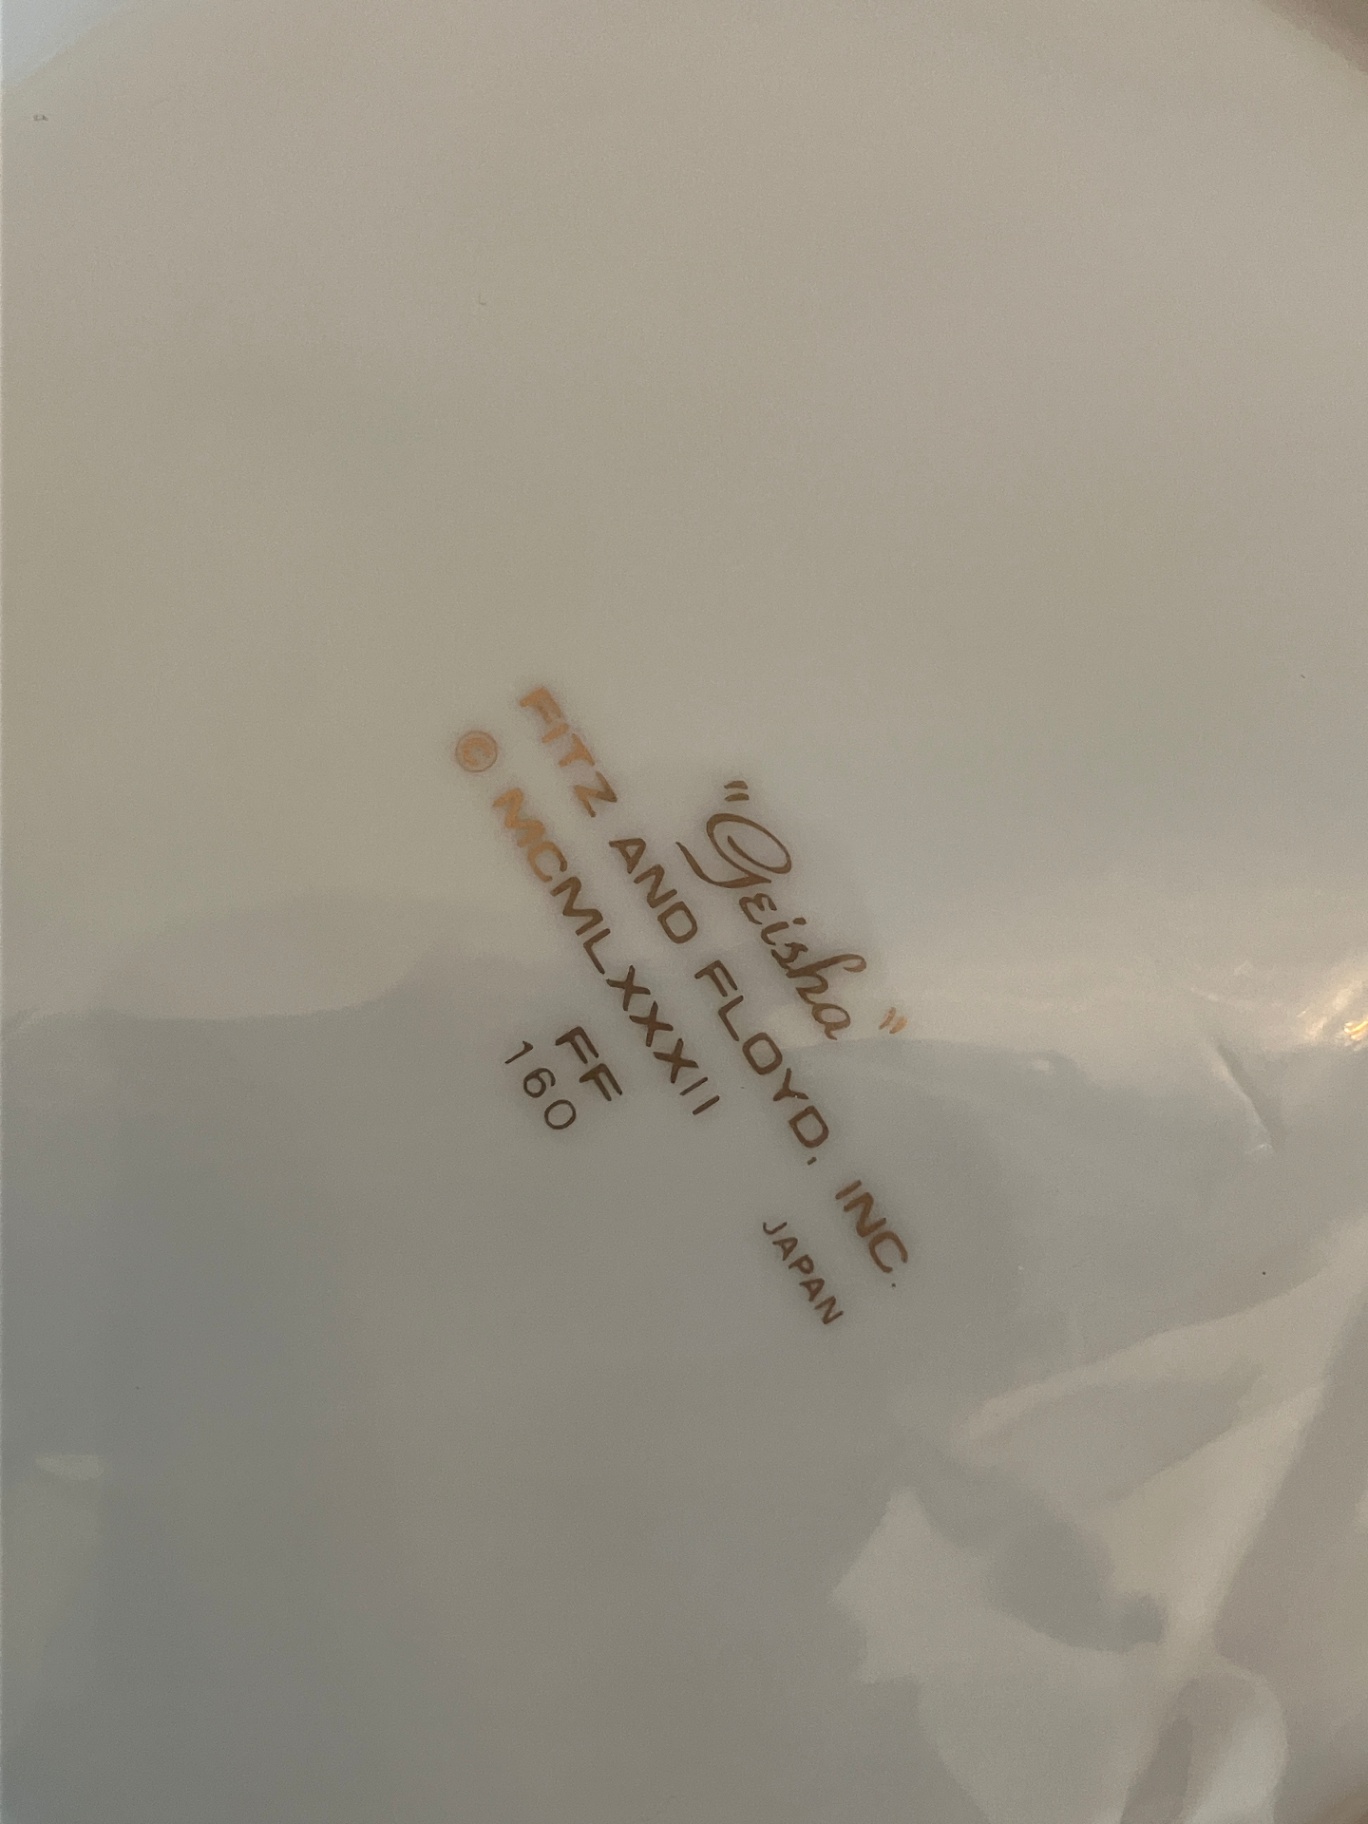 "Geisha"
FITZ AND FLOYD, INC.
© MCMLXXXII JAPAN
FF
160